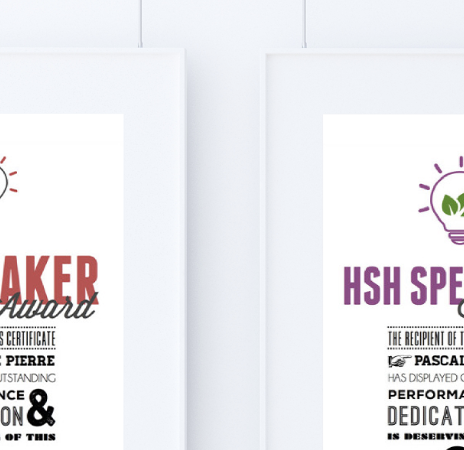 AKER
Award
S CERTIFICATE
E PIERRE
UTSTANDING
NCE
ON &
E OF THIS
HSH SPE
THE RECIPIENT OF T
PASCAL
HAS DISPLAYED O
PERFORMA
DEDICAT
IS DESERVIN